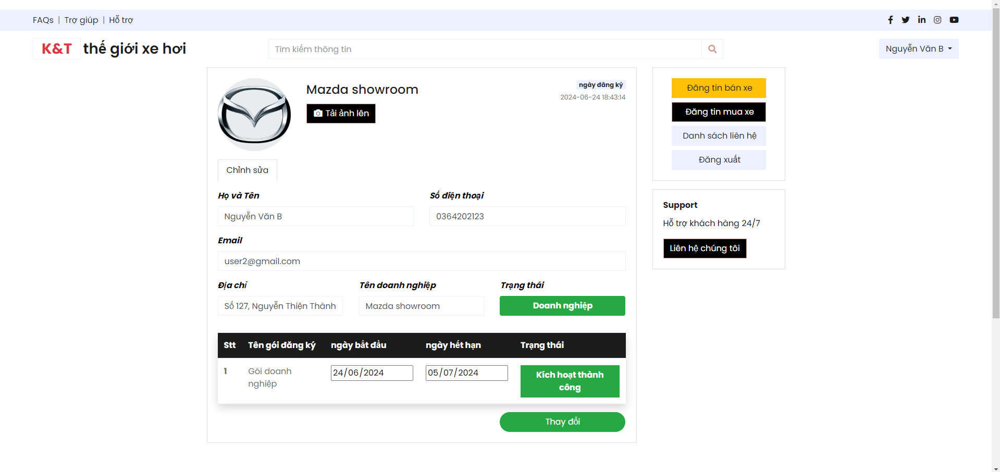 FAQs | Trợ giúp | Hỗ trợ
K&T thế giới xe hơi
Tìm kiếm thông tin
Nguyễn Văn B
Mazda showroom
ngày đăng ký
2024-06-24 18:43:14
Tải ảnh lên
Chỉnh sửa
Họ và Tên
Số điện thoại
Nguyễn Văn B
0364202123
Email
user2@gmail.com
Địa chỉ
Tên doanh nghiệp
Trạng thái
Số 127, Nguyễn Thiện Thành
Mazda showroom
Doanh nghiệp
Stt Tên gói đăng ký ngày bắt đầu ngày hết hạn Trạng thái
1 Gói doanh nghiệp 24/06/2024 05/07/2024 Kích hoạt thành công
Thay đổi
Đăng tin bán xe
Đăng tin mua xe
Danh sách liên hệ
Đăng xuất
Support
Hỗ trợ khách hàng 24/7
Liên hệ chúng tôi